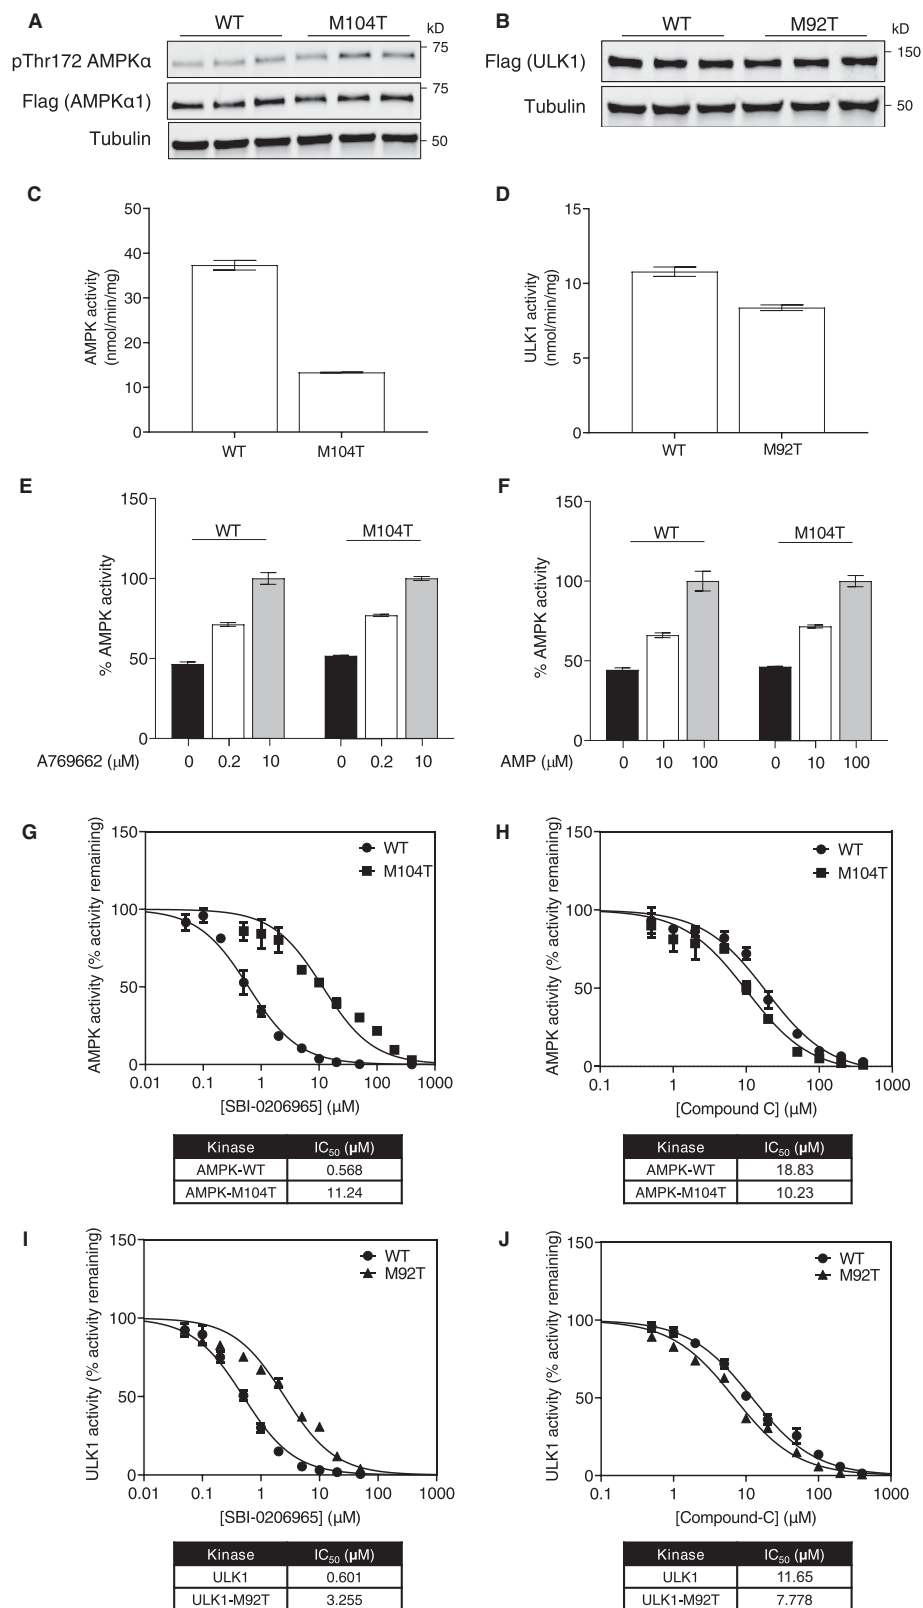 A
WT M104T kD
pThr172 AMPKα 75
Flag (AMPKα1) 75
Tubulin 50
B
WT M92T kD
Flag (ULK1) 150
Tubulin 50
C
AMPK activity
(nmol/min/mg)
50
40
30
20
10
0
WT M104T
D
ULK1 activity
(nmol/min/mg)
15
10
5
0
WT M92T
E
% AMPK activity
150
100
50
0
WT M104T
A769662 (μM) 0 0.2 10 0 0.2 10
F
% AMPK activity
150
100
50
0
WT M104T
AMP (μM) 0 10 100 0 10 100
G
AMPK activity (% activity remaining)
150
100
50
0
WT
M104T
0.01 0.1 1 10 100 1000
[SBI-0206965] (μM)
Kinase IC50 (μM)
AMPK-WT 0.568
AMPK-M104T 11.24
H
AMPK activity (% activity remaining)
150
100
50
0
WT
M104T
0.1 1 10 100 1000
[Compound C] (μM)
Kinase IC50 (μM)
AMPK-WT 18.83
AMPK-M104T 10.23
I
ULK1 activity (% activity remaining)
150
100
50
0
WT
M92T
0.01 0.1 1 10 100 1000
[SBI-0206965] (μM)
Kinase IC50 (μM)
ULK1 0.601
ULK1-M92T 3.255
J
ULK1 activity (% activity remaining)
150
100
50
0
WT
M92T
0.1 1 10 100 1000
[Compound-C] (μM)
Kinase IC50 (μM)
ULK1 11.65
ULK1-M92T 7.778